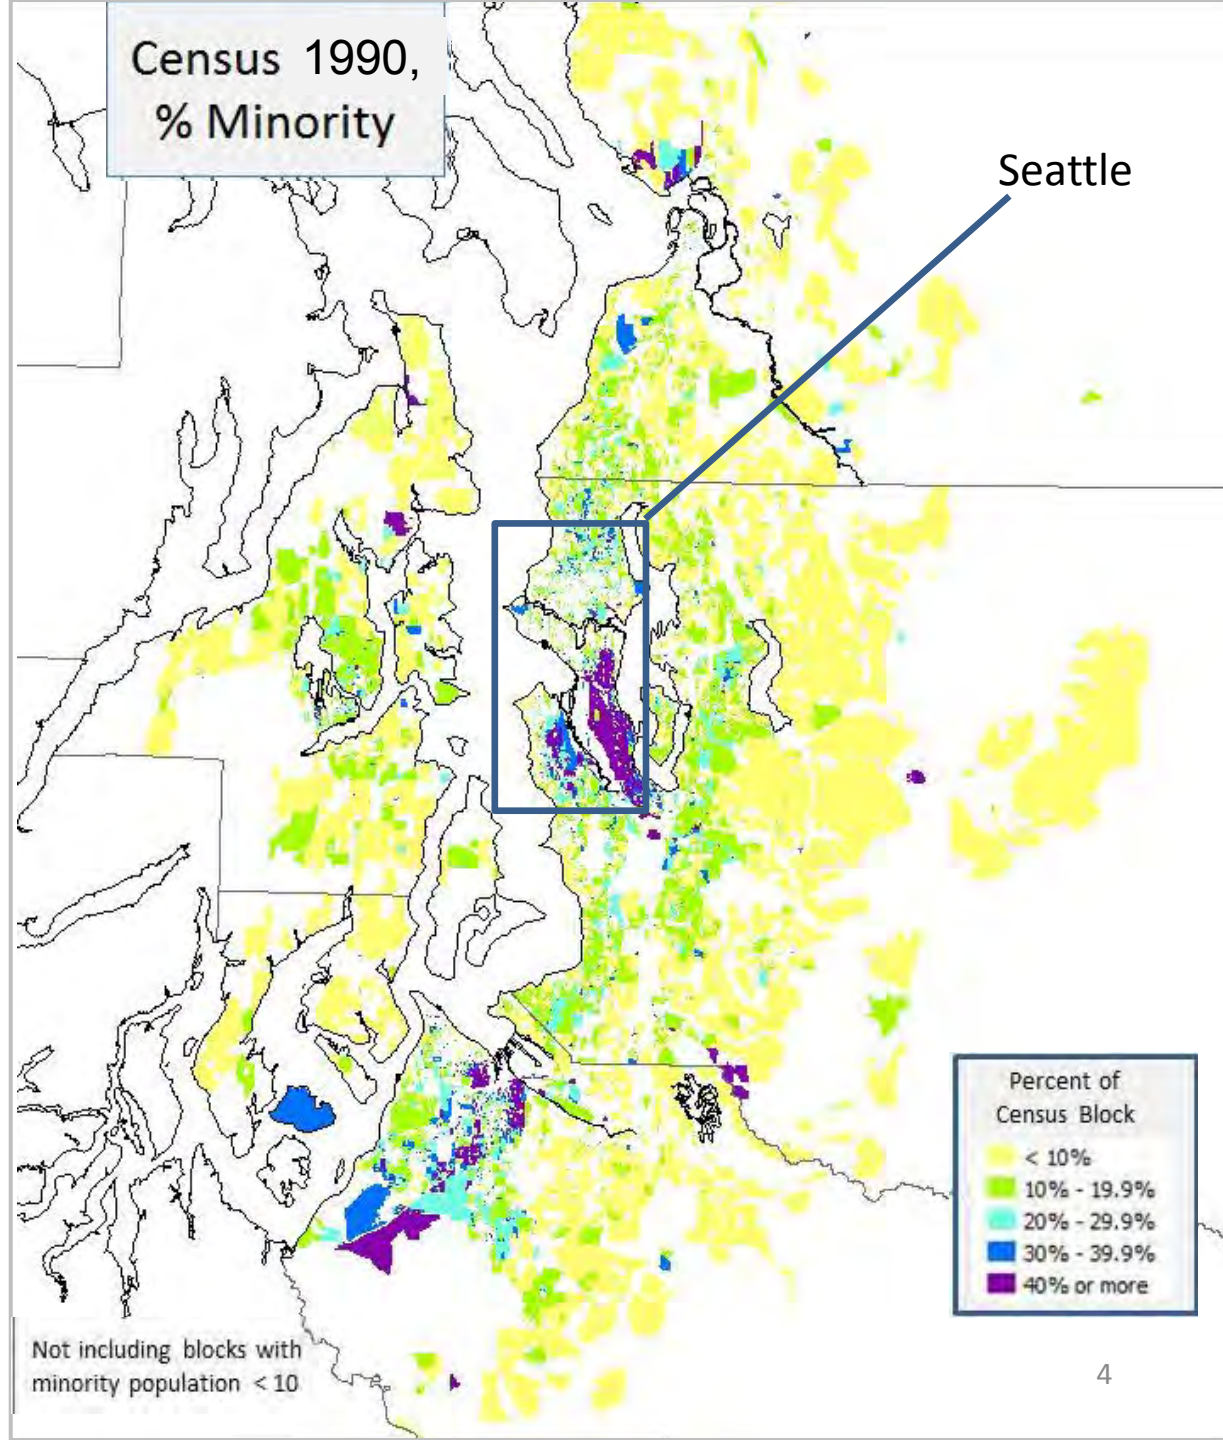 Census 1990,
% Minority
Seattle
Percent of
Census Block
< 10%
10% - 19.9%
20% - 29.9%
30% - 39.9%
40% or more
Not including blocks with
minority population < 10
4